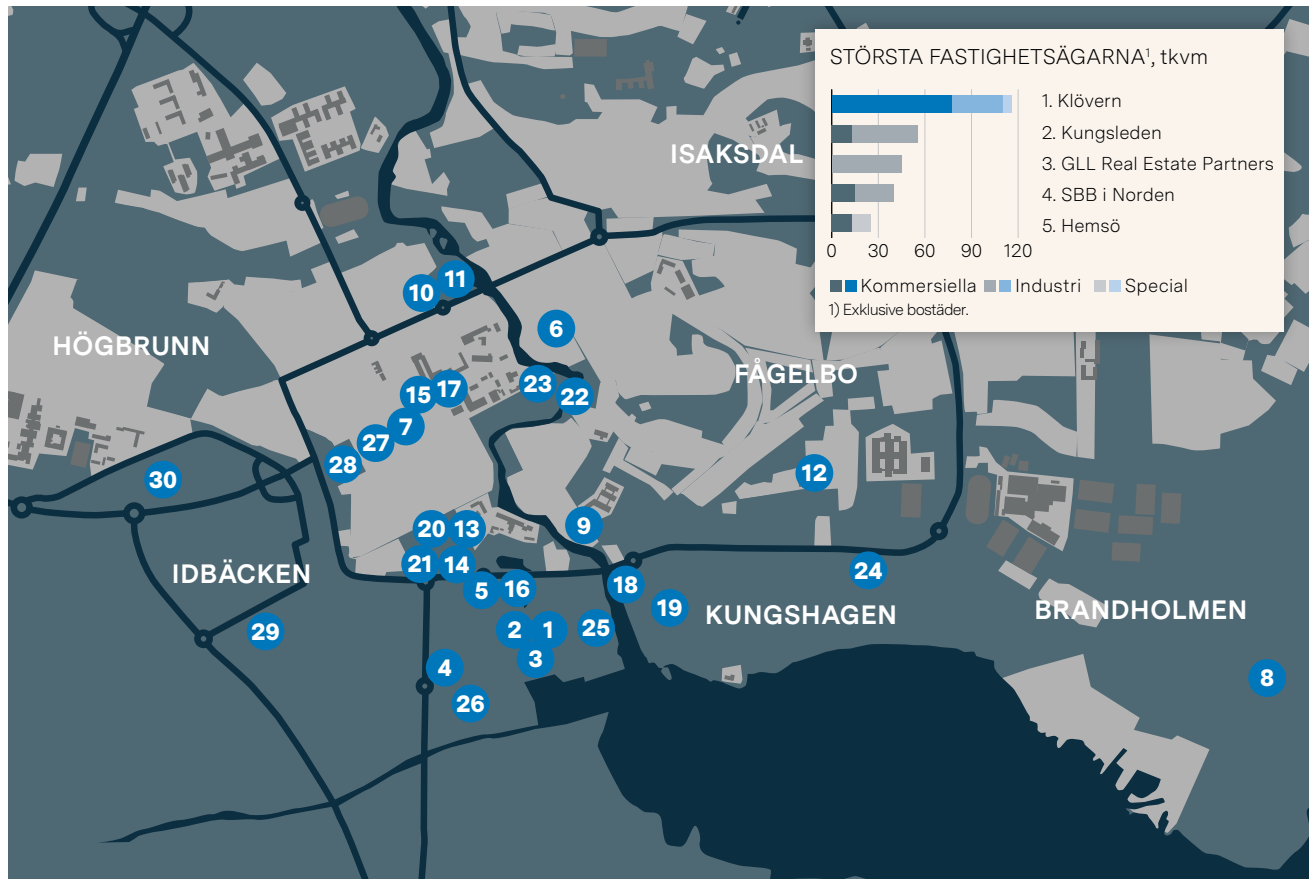 STÖRSTA FASTIGHETSÄGARNA¹, tkvm
1. Klövern
2. Kungsleden
3. GLL Real Estate Partners
4. SBB i Norden
5. Hemsö
0 30 60 90 120
Kommersiella Industri Special
1) Exklusive bostäder.
ISAKSDAL
11
10
6
HÖGBRUNN
FÅGELBO
23
17
15
22
7
27
28
12
30
9
20 13
21 14
24
IDBÄCKEN
18
5 16
19
KUNGSHAGEN
BRANDHOLMEN
29
2 1 25
3
4
8
26